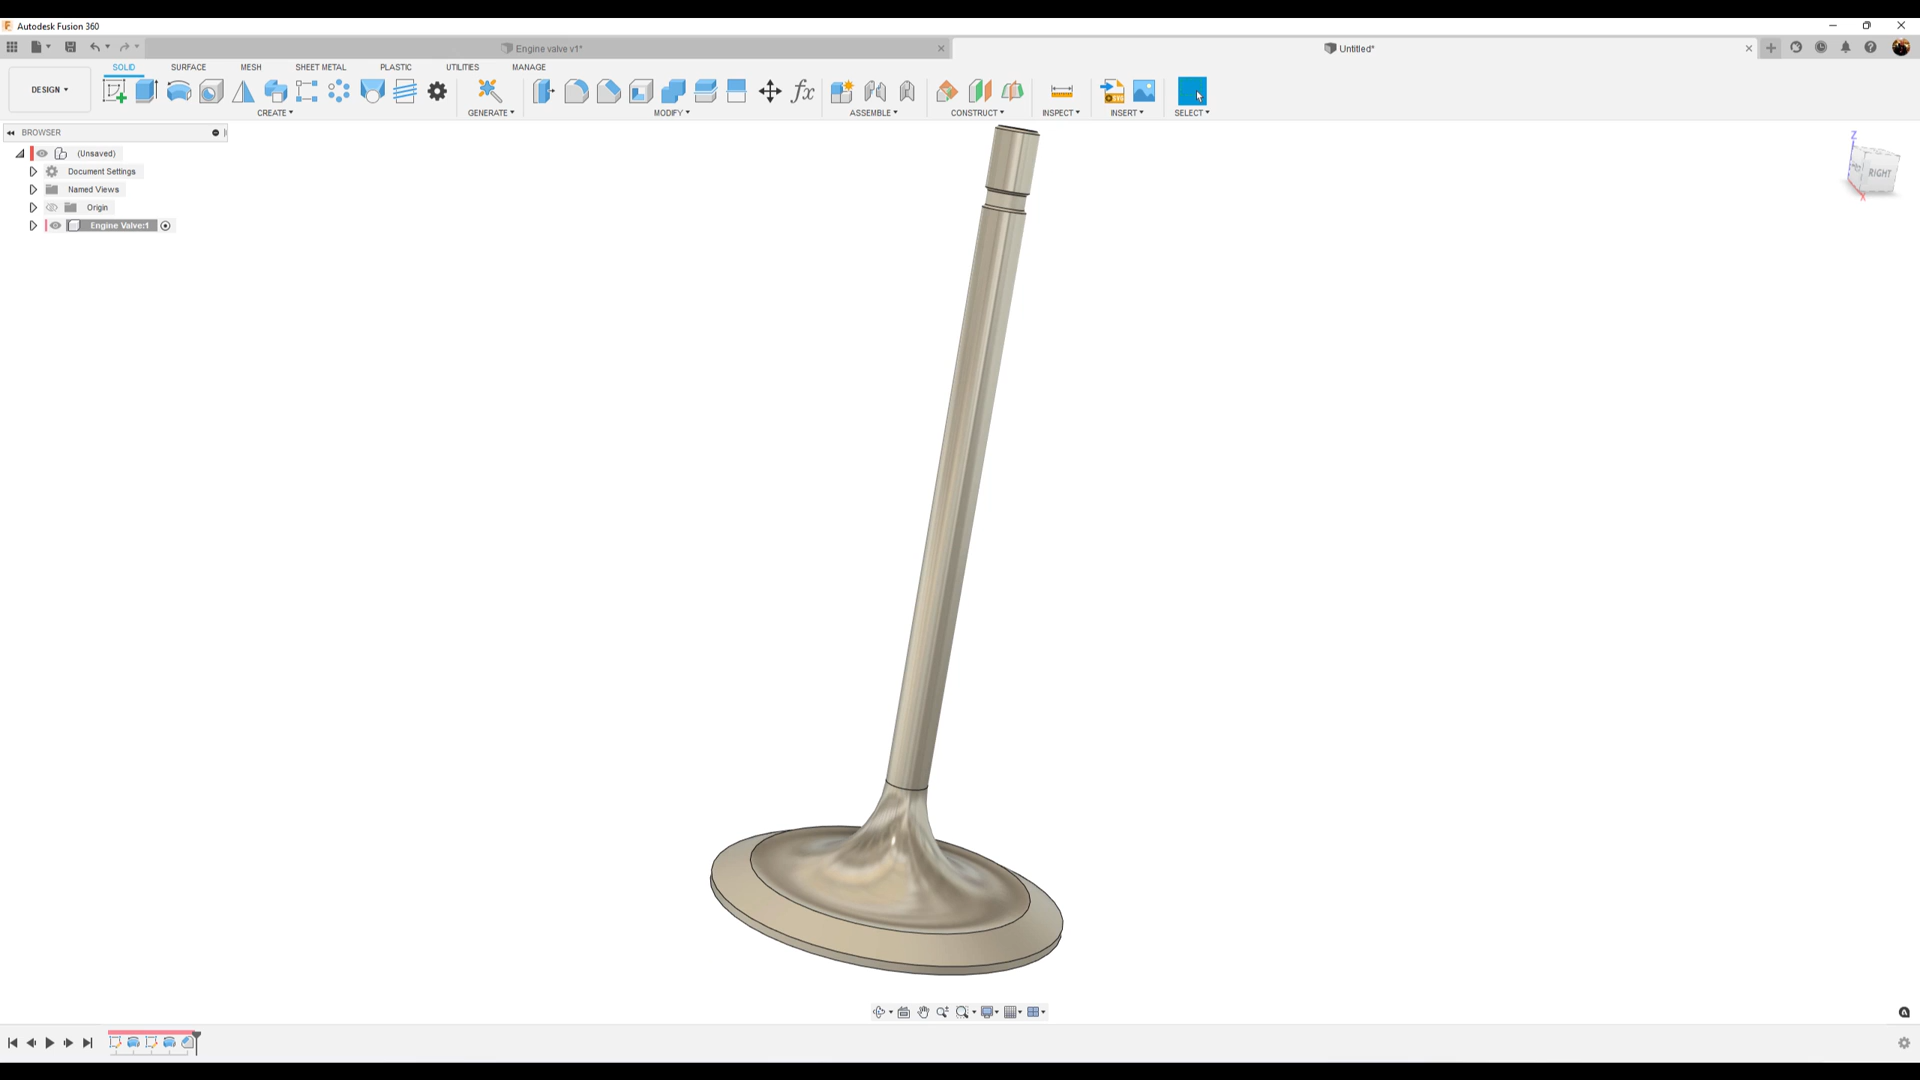 Autodesk Fusion 360
Engine valve v1*
Untitled*
SOLID SURFACE MESH SHEET METAL PLASTIC UTILITIES MANAGE
DESIGN
CREATE GENERATE MODIFY fx ASSEMBLE CONSTRUCT INSPECT INSERT SELECT
BROWSER
(Unsaved)
Document Settings
Named Views
Origin
Engine Valve:1
Z
RIGHT
X